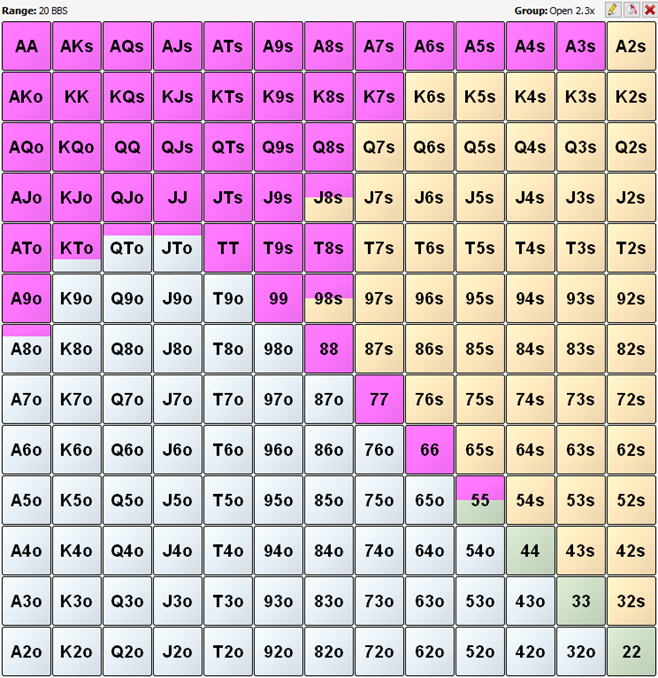 Range: 20 BBS Group: Open 2.3x
AA AKs AQs AJs ATs A9s A8s A7s A6s A5s A4s A3s A2s
AKo KK KQs KJs KTs K9s K8s K7s K6s K5s K4s K3s K2s
AQo KQo QQ QJs QTs Q9s Q8s Q7s Q6s Q5s Q4s Q3s Q2s
AJo KJo QJo JJ JTs J9s J8s J7s J6s J5s J4s J3s J2s
ATo KTo QTo JTo TT T9s T8s T7s T6s T5s T4s T3s T2s
A9o K9o Q9o J9o T9o 99 98s 97s 96s 95s 94s 93s 92s
A8o K8o Q8o J8o T8o 98o 88 87s 86s 85s 84s 83s 82s
A7o K7o Q7o J7o T7o 97o 87o 77 76s 75s 74s 73s 72s
A6o K6o Q6o J6o T6o 96o 86o 76o 66 65s 64s 63s 62s
A5o K5o Q5o J5o T5o 95o 85o 75o 65o 55 54s 53s 52s
A4o K4o Q4o J4o T4o 94o 84o 74o 64o 54o 44 43s 42s
A3o K3o Q3o J3o T3o 93o 83o 73o 63o 53o 43o 33 32s
A2o K2o Q2o J2o T2o 92o 82o 72o 62o 52o 42o 32o 22